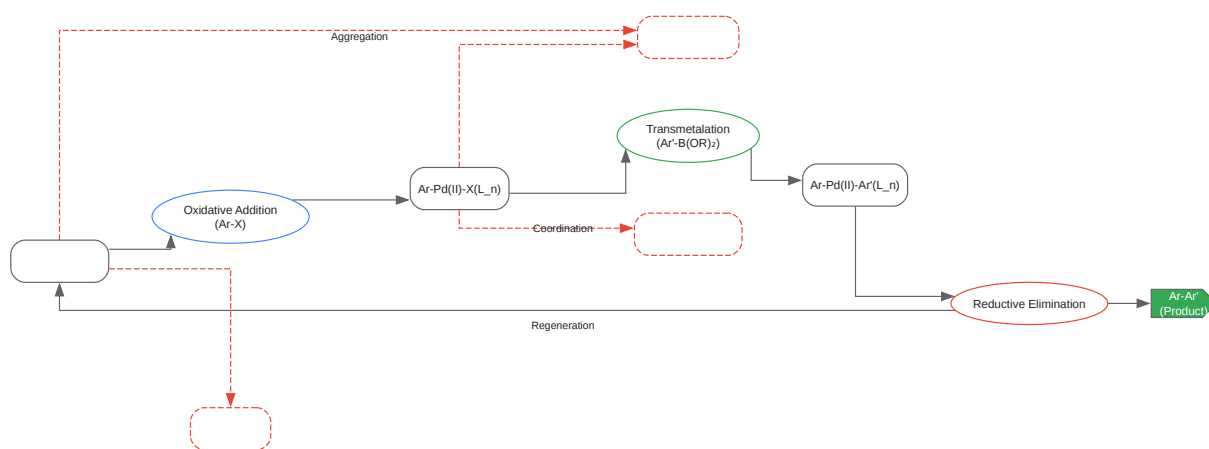 Aggregation
Transmetalation
(Ar'-B(OR)₂)
Ar-Pd(II)-X(L_n)
Ar-Pd(II)-Ar'(L_n)
Oxidative Addition
(Ar-X)
Coordination
Reductive Elimination
Ar-Ar'
(Product)
Regeneration